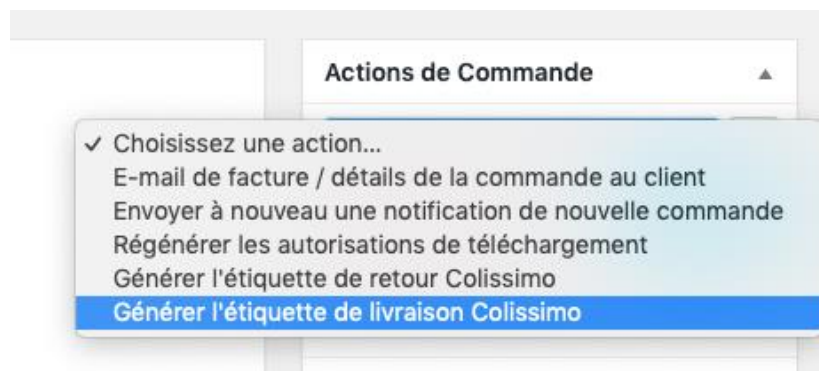 Actions de Commande
Choisissez une action...
E-mail de facture / détails de la commande au client
Envoyer à nouveau une notification de nouvelle commande
Régénérer les autorisations de téléchargement
Générer l'étiquette de retour Colissimo
Générer l'étiquette de livraison Colissimo